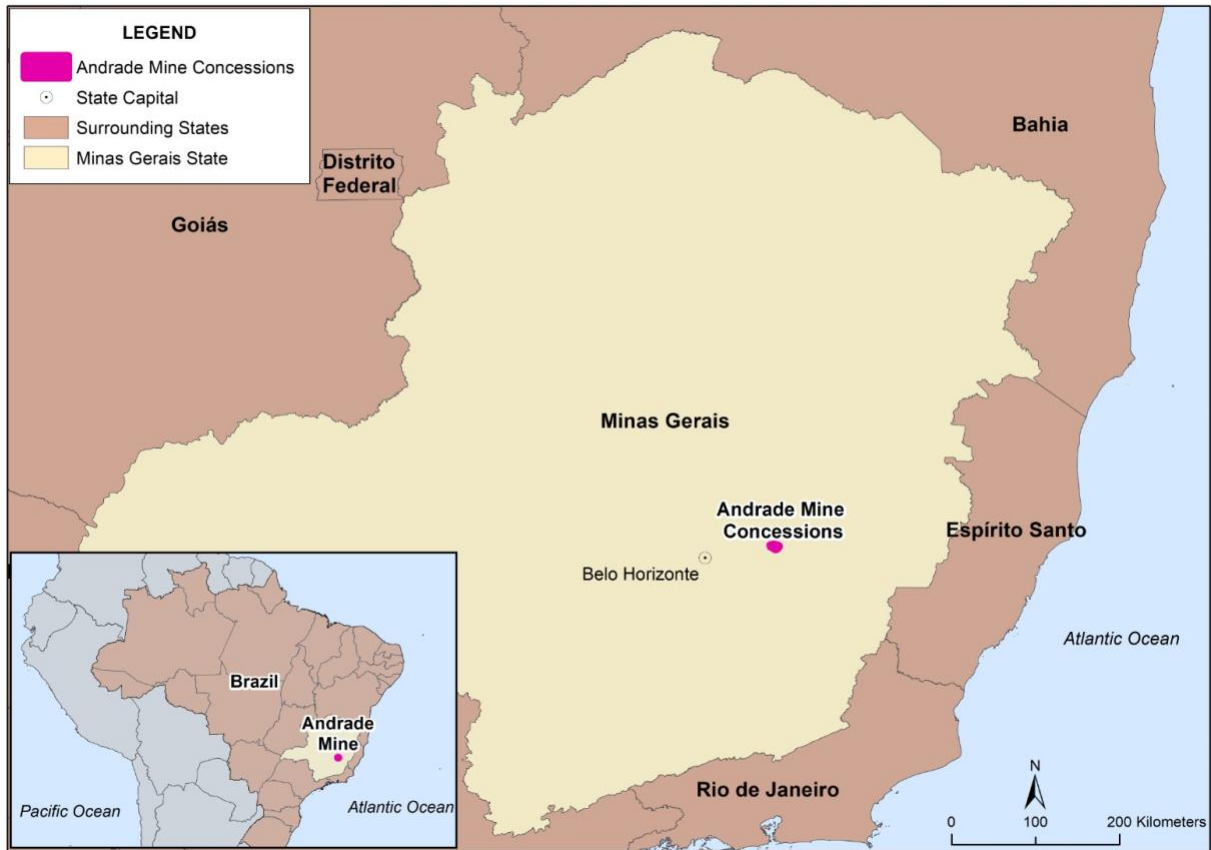 LEGEND
Andrade Mine Concessions
State Capital
Surrounding States
Minas Gerais State
Bahia
Distrito
Federal
Goiás
Minas Gerais
Andrade Mine
Concessions
Espírito Santo
Belo Horizonte
Atlantic Ocean
Brazil
Andrade
Mine
Pacific Ocean
Atlantic Ocean
Rio de Janeiro
N
0 100 200 Kilometers